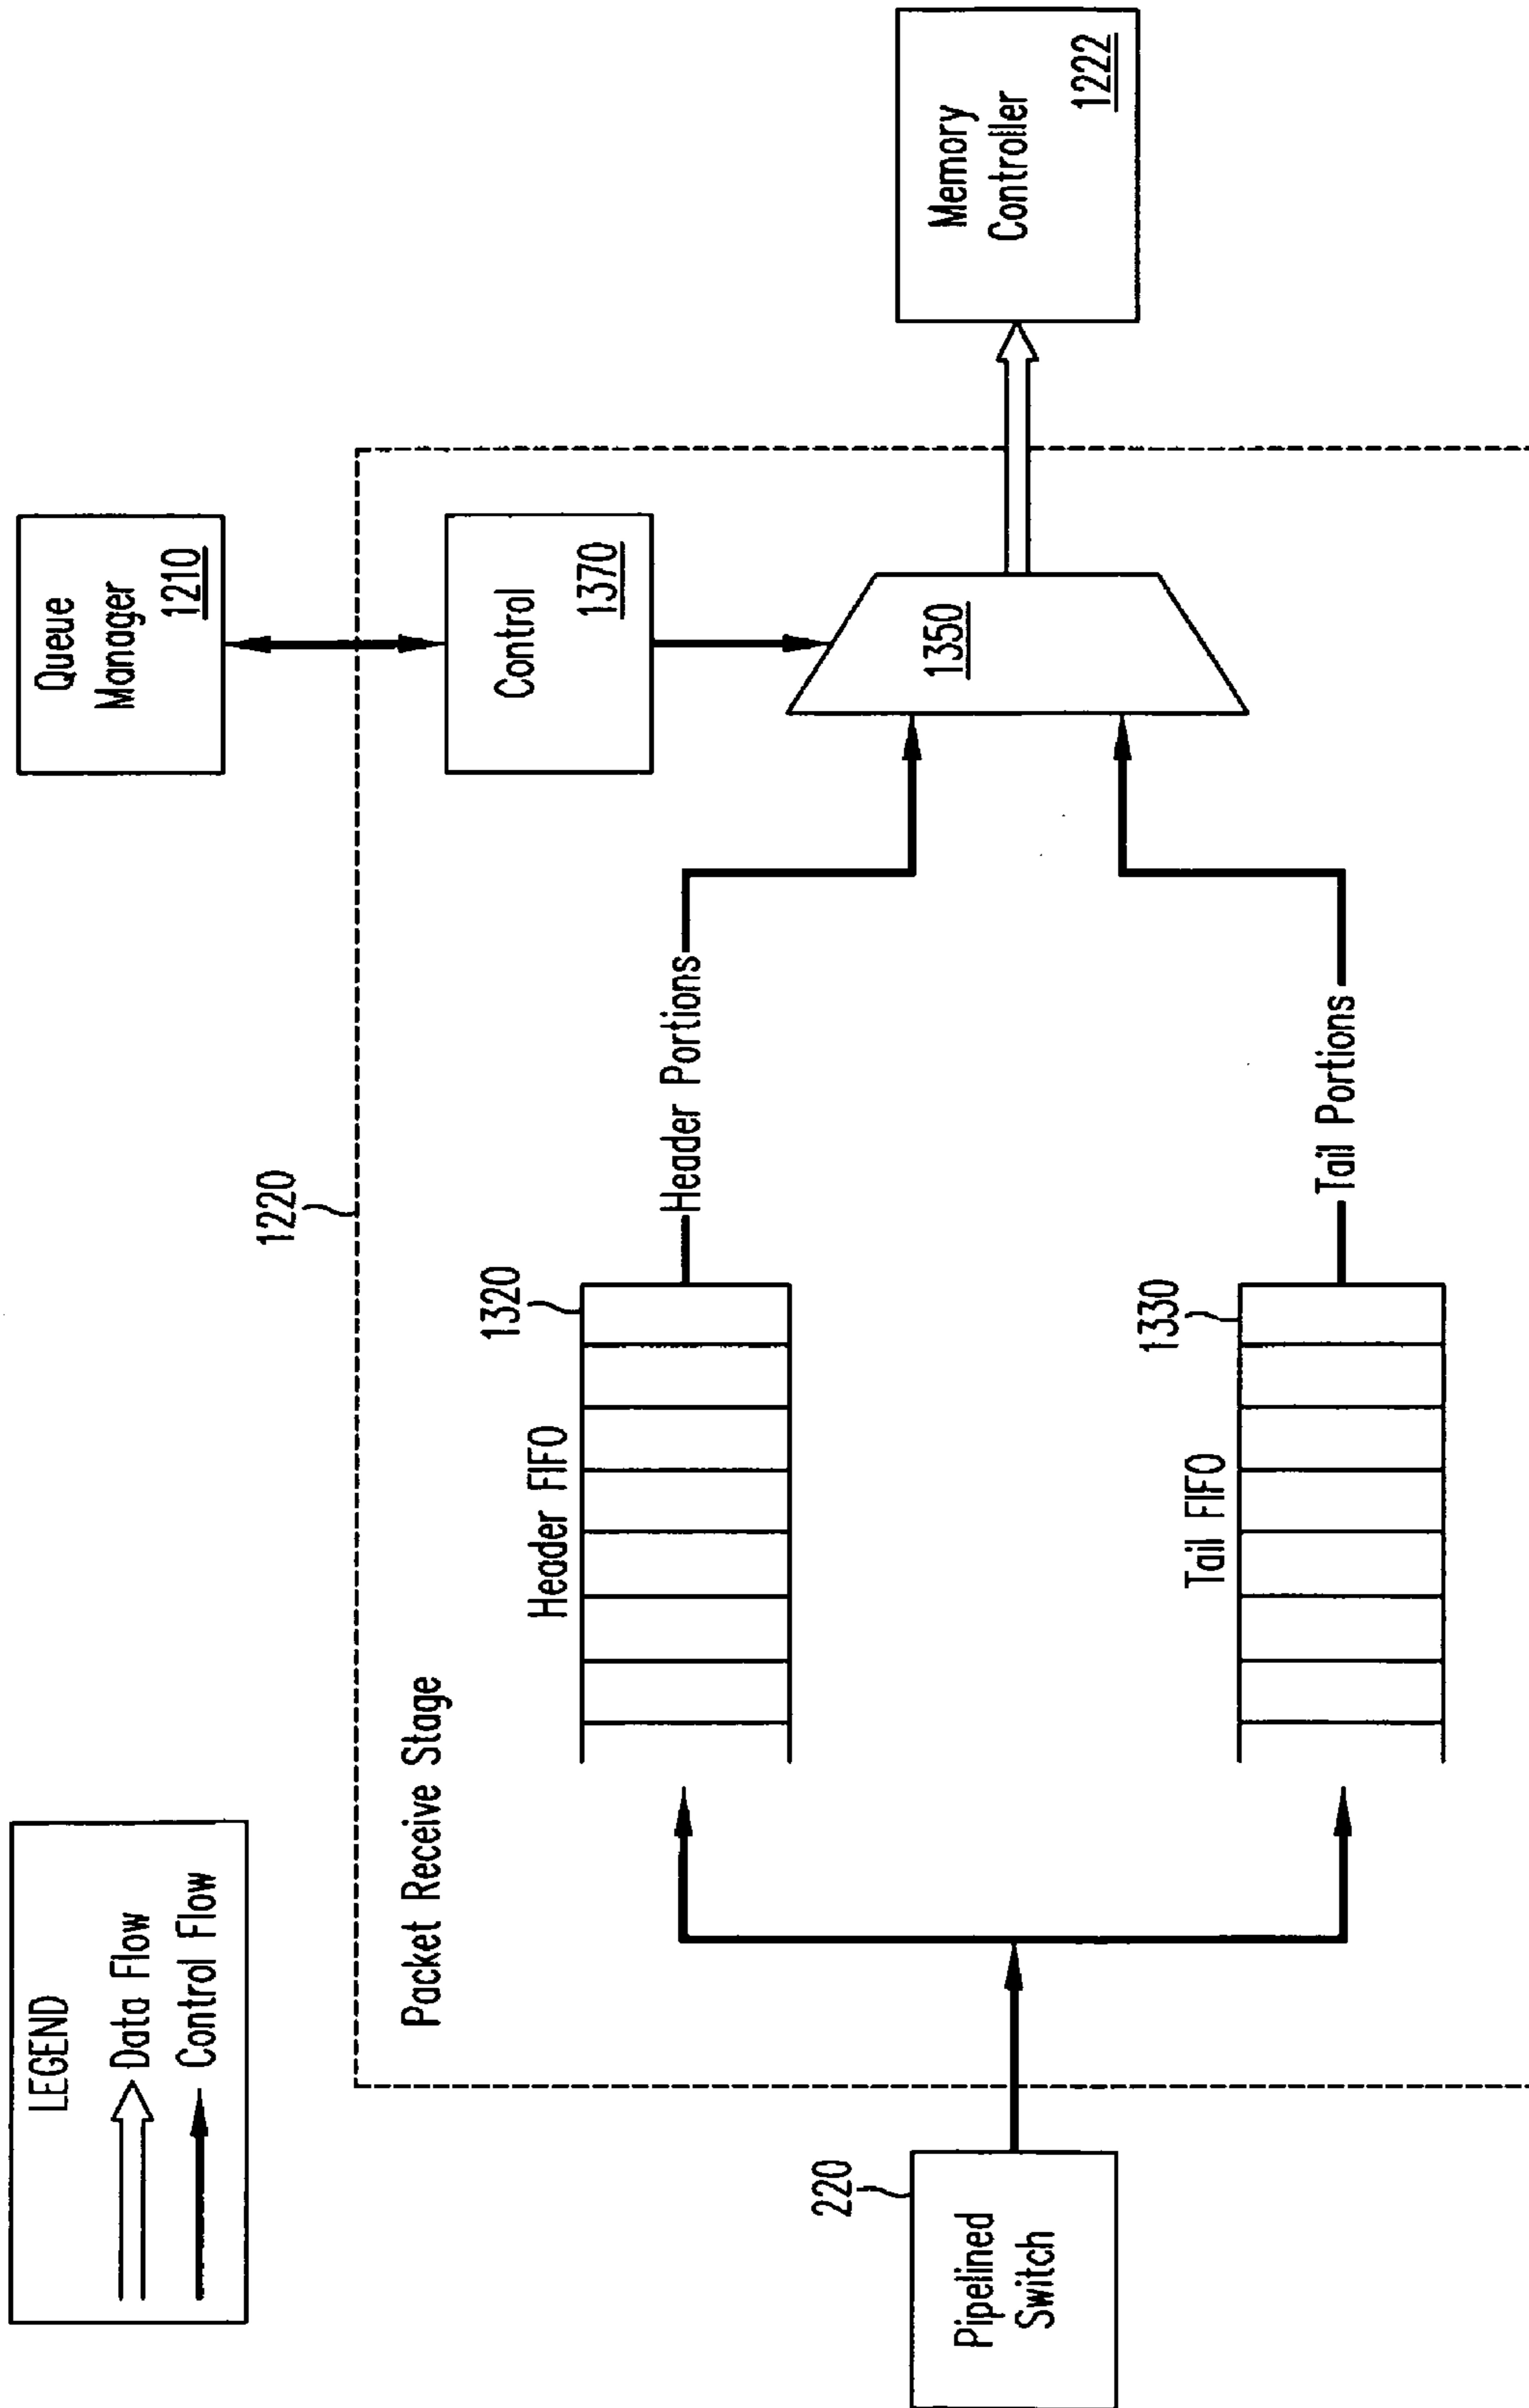 LEGEND
Data Flow
Control Flow
Queue
Manager
1210
1220
Packet Receive Stage
Control
1370
Header FIFO
1320
Header Portions
220
Pipelined
Switch
1350
Memory
Controller
1222
Tail FIFO
1330
Tail Portions